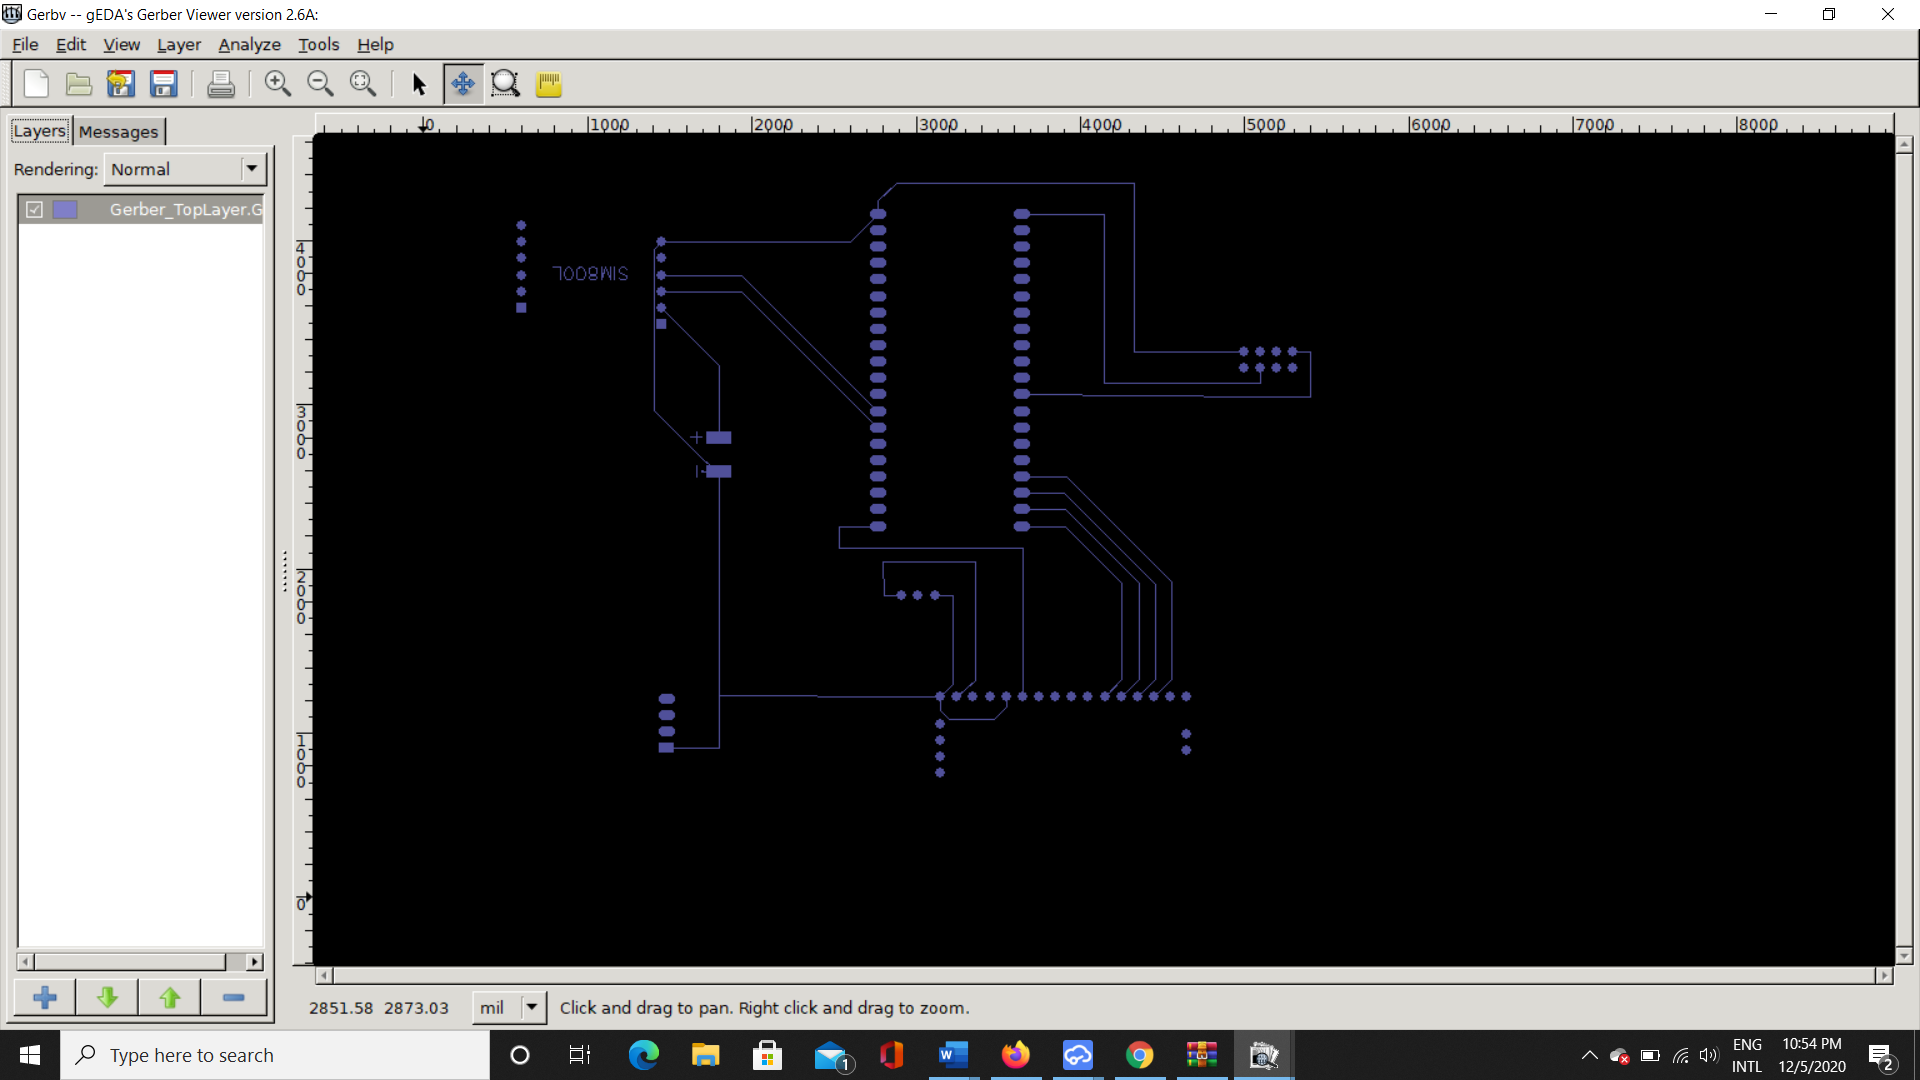 Gerbv -- gEDA's Gerber Viewer version 2.6A:
File Edit View Layer Analyze Tools Help
Layers Messages
Rendering: Normal
Gerber_TopLayer.G
0 1000 2000 3000 4000 5000 6000 7000 8000
4000
3000
2000
1000
0
SIM800L
+
2851.58 2873.03 mil Click and drag to pan. Right click and drag to zoom.
Type here to search
1
ENG
INTL
10:54 PM
12/5/2020
2